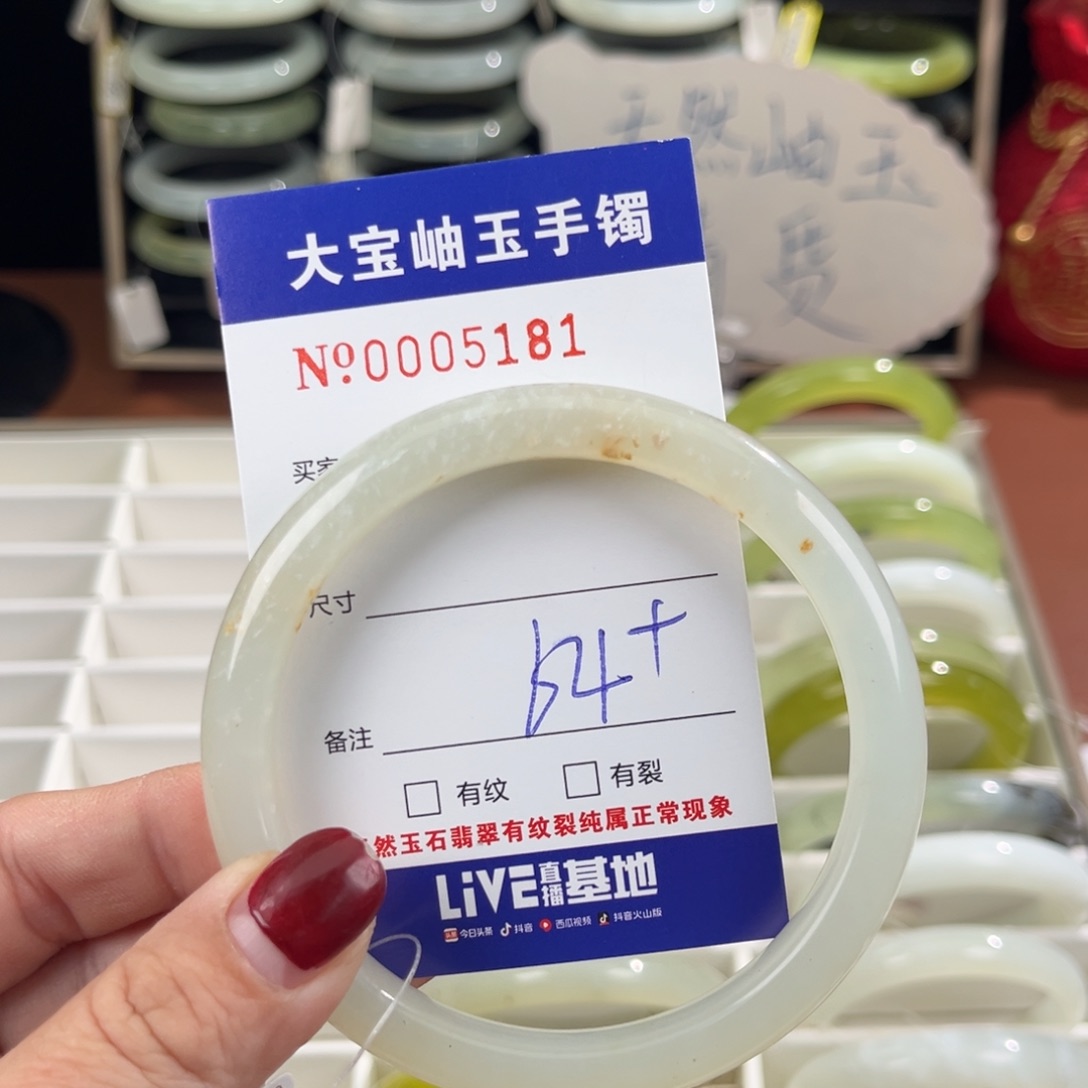 天然岫玉
大宝岫玉手镯
Nº0005181
买家
尺寸
54+
备注
□ 有纹 □ 有裂
然玉石翡翠有纹裂纯属正常现象
LiVE直播基地
头条 今日头条 抖音 西瓜视频 抖音火山版